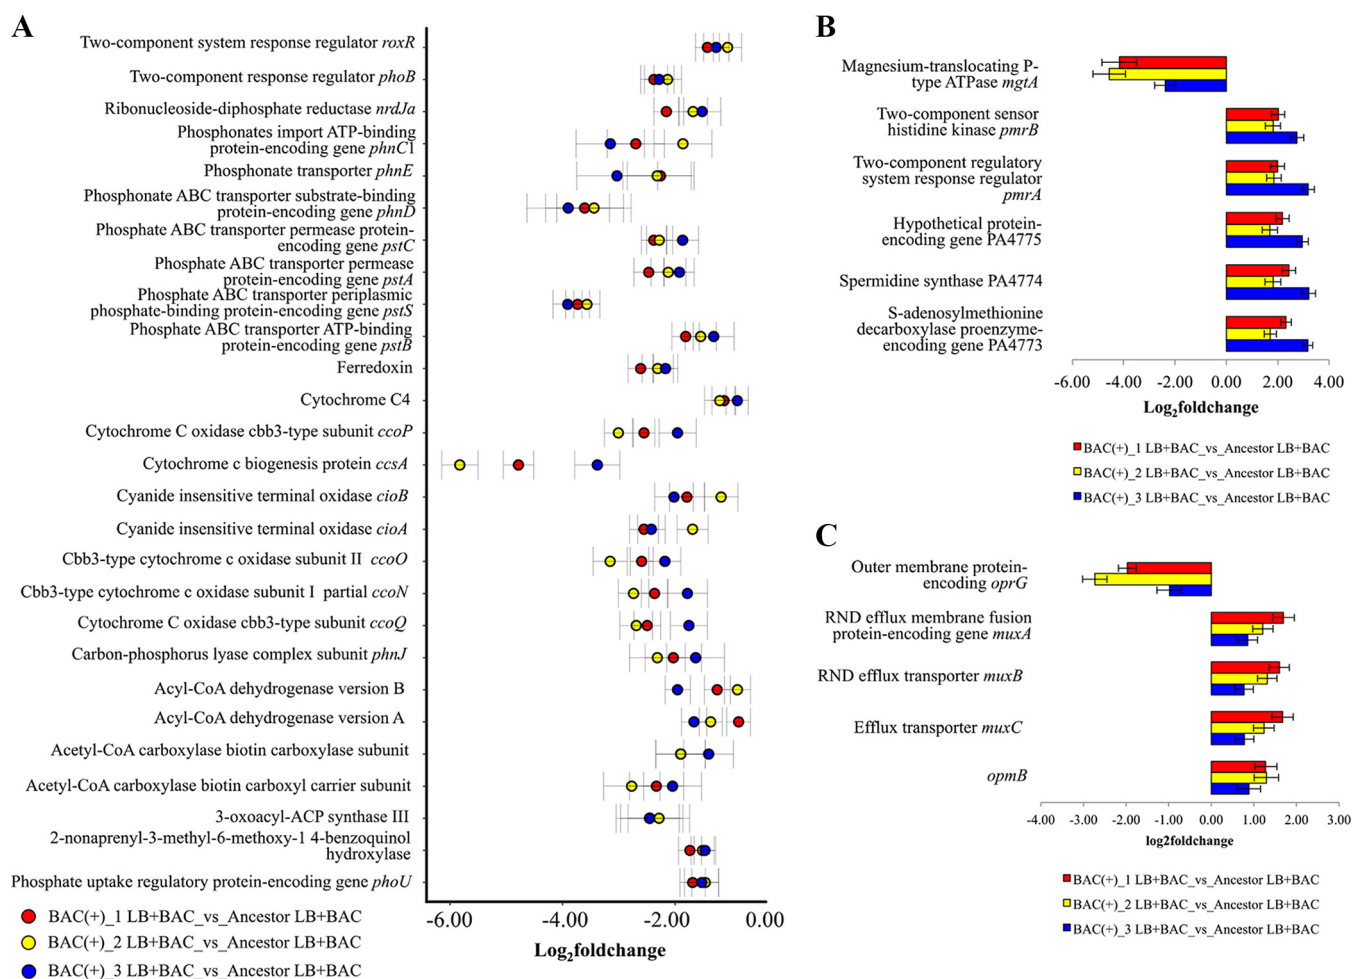 A
Two-component system response regulator roxR
Two-component response regulator phoB
Ribonucleoside-diphosphate reductase nrdJa
Phosphonates import ATP-binding
protein-encoding gene phnC1
Phosphonate transporter phnE
Phosphonate ABC transporter substrate-binding
protein-encoding gene phnD
Phosphate ABC transporter permease protein-
encoding gene pstC
Phosphate ABC transporter permease
protein-encoding gene pstA
Phosphate ABC transporter periplasmic
phosphate-binding protein-encoding gene pstS
Phosphate ABC transporter ATP-binding
protein-encoding gene pstB
Ferredoxin
Cytochrome C4
Cytochrome C oxidase cbb3-type subunit ccoP
Cytochrome c biogenesis protein ccsA
Cyanide insensitive terminal oxidase cioB
Cyanide insensitive terminal oxidase cioA
Cbb3-type cytochrome c oxidase subunit II ccoO
Cbb3-type cytochrome c oxidase subunit I partial ccoN
Cytochrome C oxidase cbb3-type subunit ccoQ
Carbon-phosphorus lyase complex subunit phnJ
Acyl-CoA dehydrogenase version B
Acyl-CoA dehydrogenase version A
Acetyl-CoA carboxylase biotin carboxylase subunit
Acetyl-CoA carboxylase biotin carboxyl carrier subunit
3-oxoacyl-ACP synthase III
2-nonaprenyl-3-methyl-6-methoxy-1 4-benzoquinol
hydroxylase
Phosphate uptake regulatory protein-encoding gene phoU
-6.00 -4.00 -2.00 0.00
Log2foldchange
BAC(+)_1 LB+BAC_vs_Ancestor LB+BAC
BAC(+)_2 LB+BAC_vs_Ancestor LB+BAC
BAC(+)_3 LB+BAC_vs_Ancestor LB+BAC
B
Magnesium-translocating P-
type ATPase mgtA
Two-component sensor
histidine kinase pmrB
Two-component regulatory
system response regulator
pmrA
Hypothetical protein-
encoding gene PA4775
Spermidine synthase PA4774
S-adenosylmethionine
decarboxylase proenzyme-
encoding gene PA4773
-6.00 -4.00 -2.00 0.00 2.00 4.00
Log2foldchange
BAC(+)_1 LB+BAC_vs_Ancestor LB+BAC
BAC(+)_2 LB+BAC_vs_Ancestor LB+BAC
BAC(+)_3 LB+BAC_vs_Ancestor LB+BAC
C
Outer membrane protein-
encoding oprG
RND efflux membrane fusion
protein-encoding gene muxA
RND efflux transporter muxB
Efflux transporter muxC
opmB
-4.00 -3.00 -2.00 -1.00 0.00 1.00 2.00 3.00
log2foldchange
BAC(+)_1 LB+BAC_vs_Ancestor LB+BAC
BAC(+)_2 LB+BAC_vs_Ancestor LB+BAC
BAC(+)_3 LB+BAC_vs_Ancestor LB+BAC